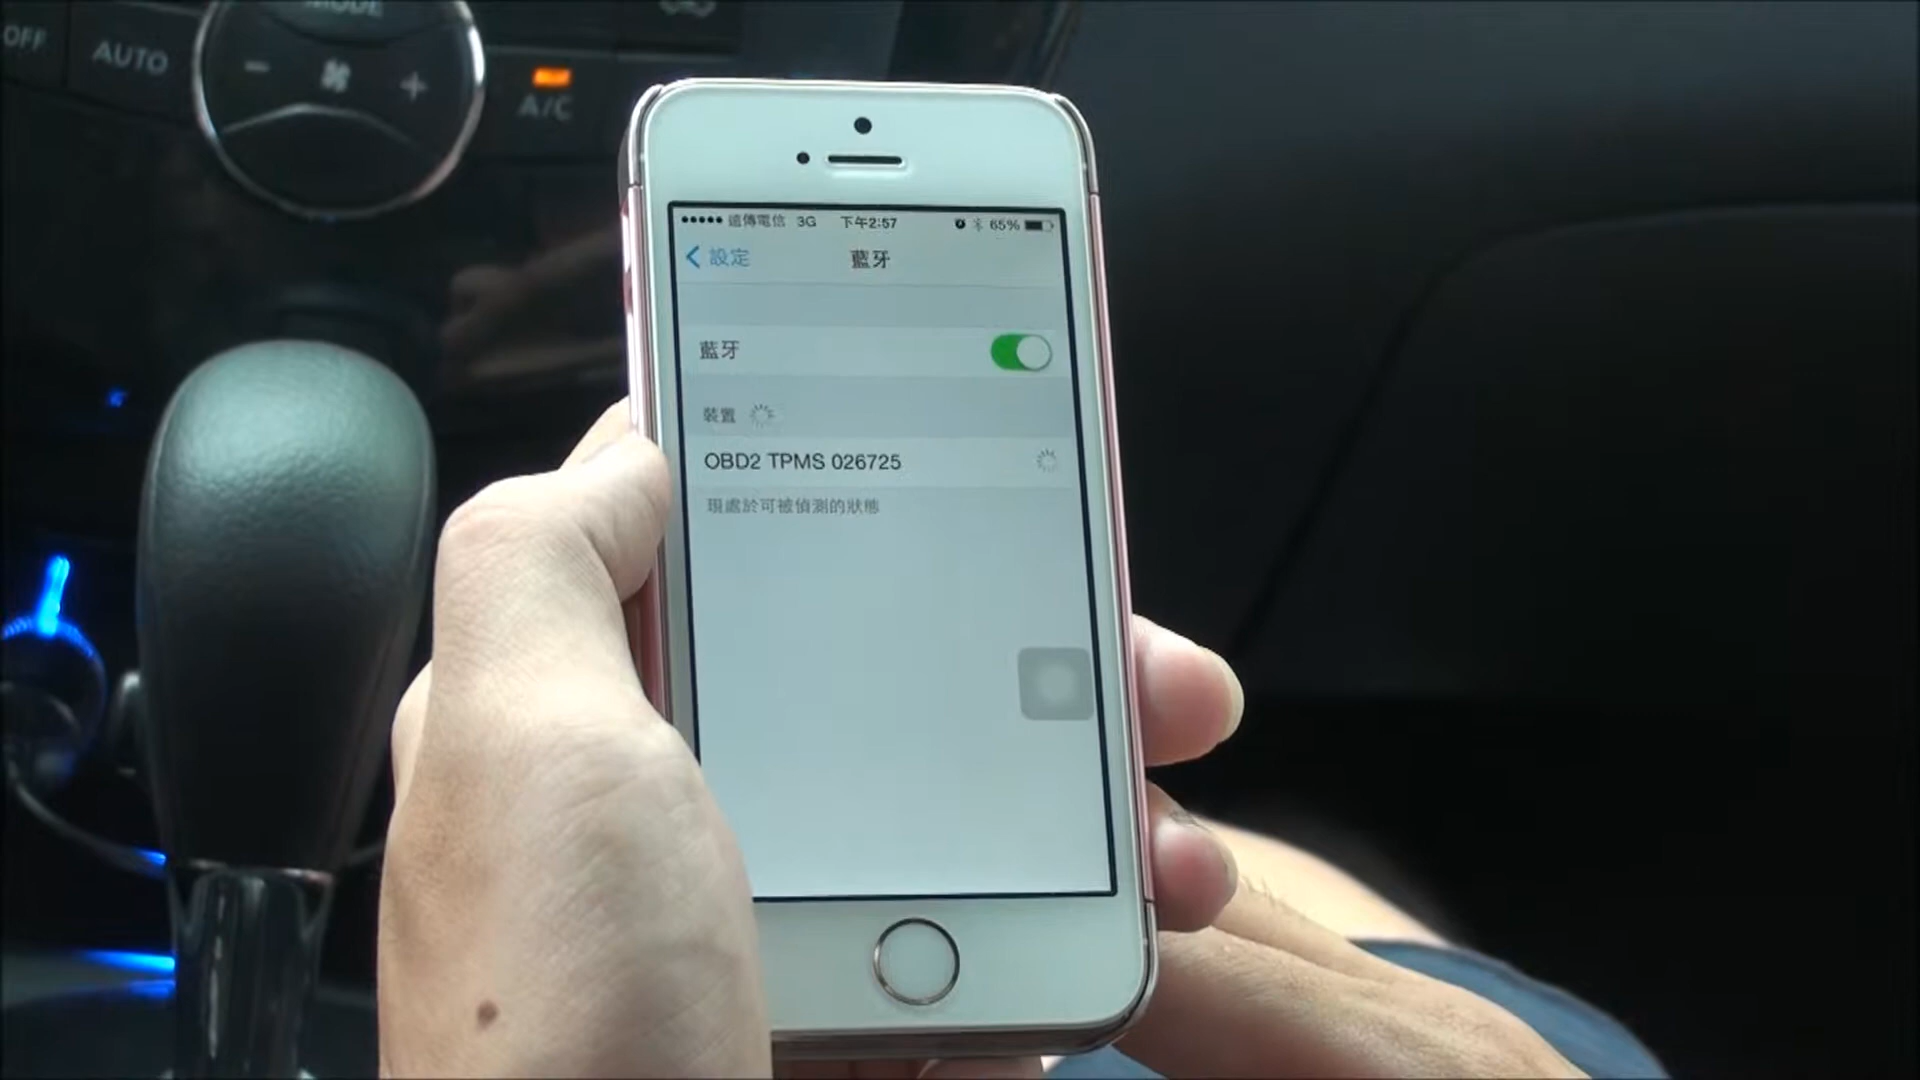 MODE
OFF
AUTO
A/C
遠傳電信 3G 下午2:57 65%
設定 藍牙
藍牙
裝置
OBD2 TPMS 026725
現處於可被偵測的狀態